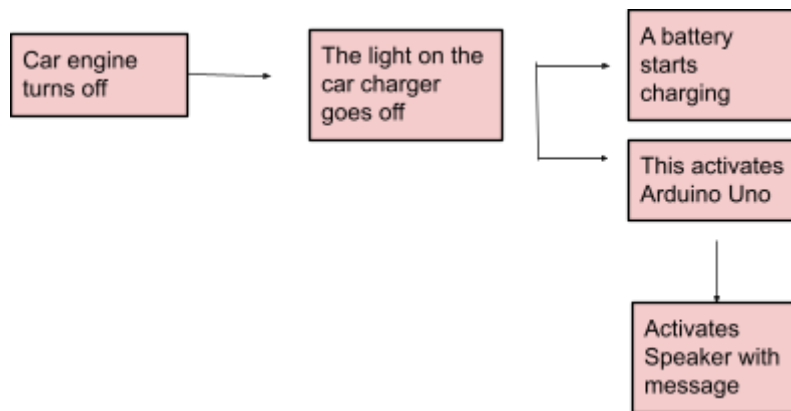 Car engine
turns off
The light on the
car charger
goes off
A battery
starts
charging
This activates
Arduino Uno
Activates
Speaker with
message